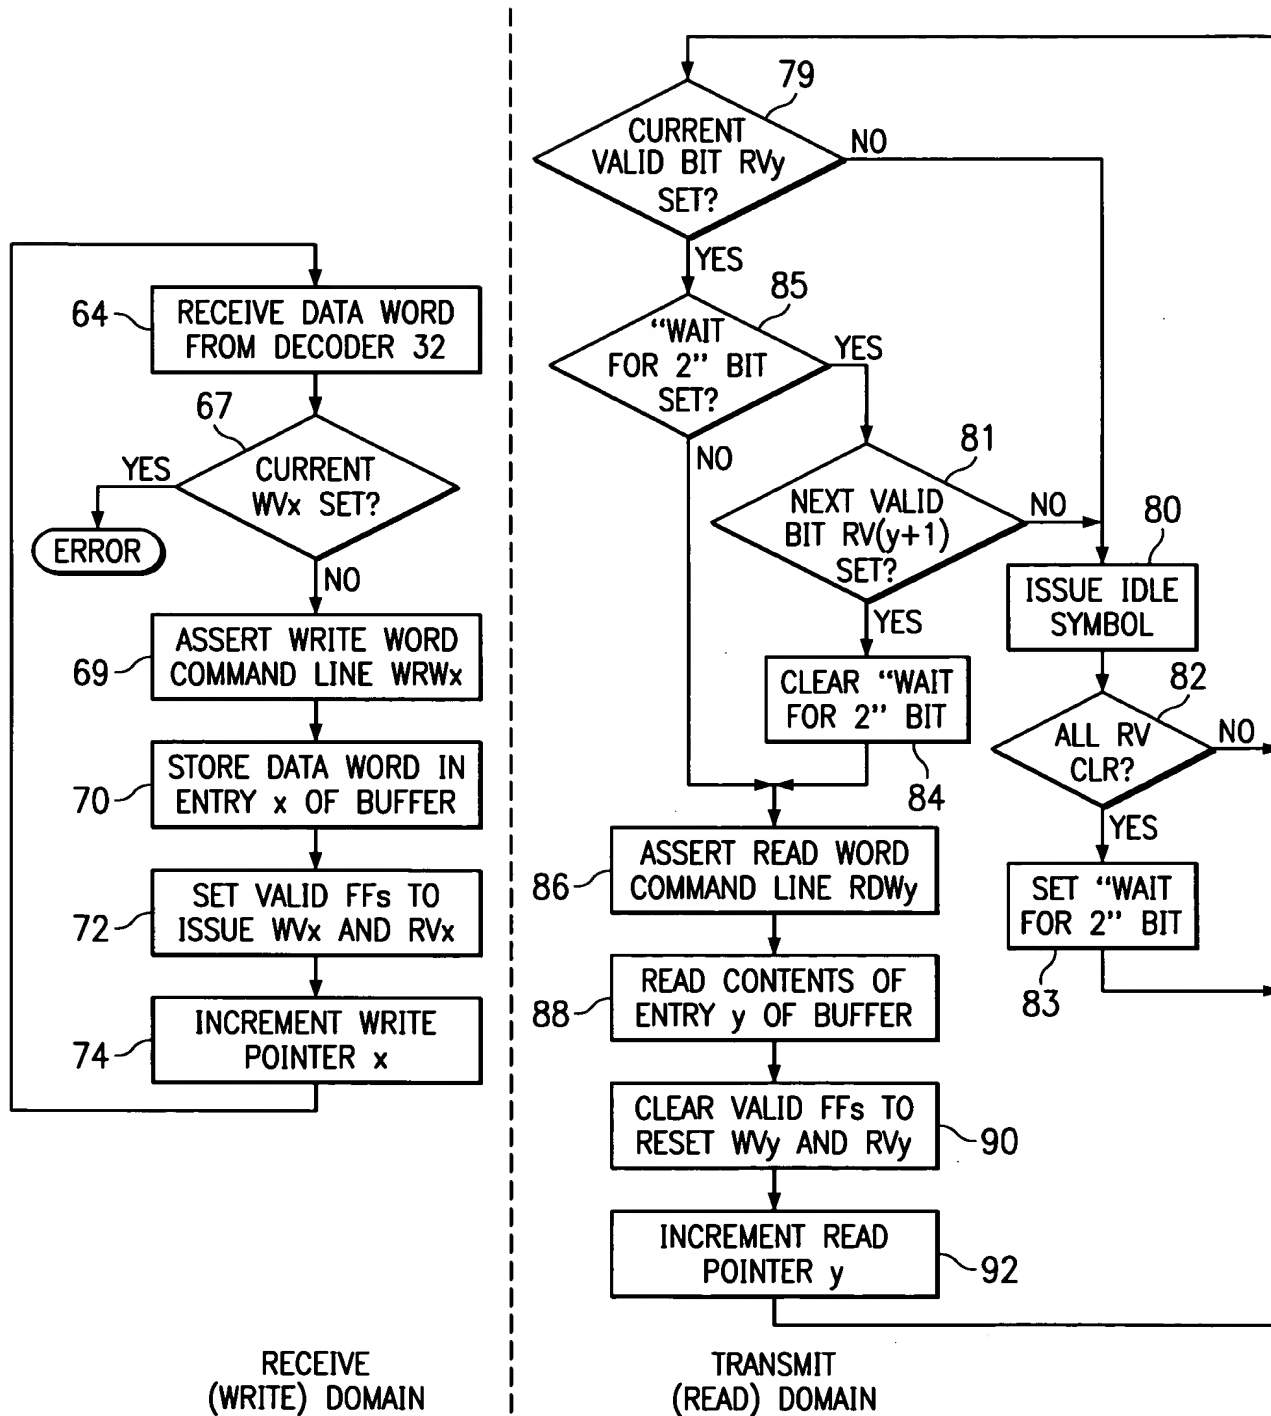 64
RECEIVE DATA WORD
FROM DECODER 32
67
YES
CURRENT
WVx SET?
ERROR
NO
69
ASSERT WRITE WORD
COMMAND LINE WRWx
70
STORE DATA WORD IN
ENTRY x OF BUFFER
72
SET VALID FFs TO
ISSUE WVx AND RVx
74
INCREMENT WRITE
POINTER x
RECEIVE
(WRITE) DOMAIN
79
CURRENT
VALID BIT RVy
SET?
NO
YES
85
“WAIT
FOR 2” BIT
SET?
YES
NO
81
NEXT VALID
BIT RV(y+1)
SET?
NO
YES
80
ISSUE IDLE
SYMBOL
CLEAR “WAIT
FOR 2” BIT
84
82
ALL RV
CLR?
NO
YES
SET “WAIT
FOR 2” BIT
83
86
ASSERT READ WORD
COMMAND LINE RDWy
88
READ CONTENTS OF
ENTRY y OF BUFFER
CLEAR VALID FFs TO
RESET WVy AND RVy
90
INCREMENT READ
POINTER y
92
TRANSMIT
(READ) DOMAIN